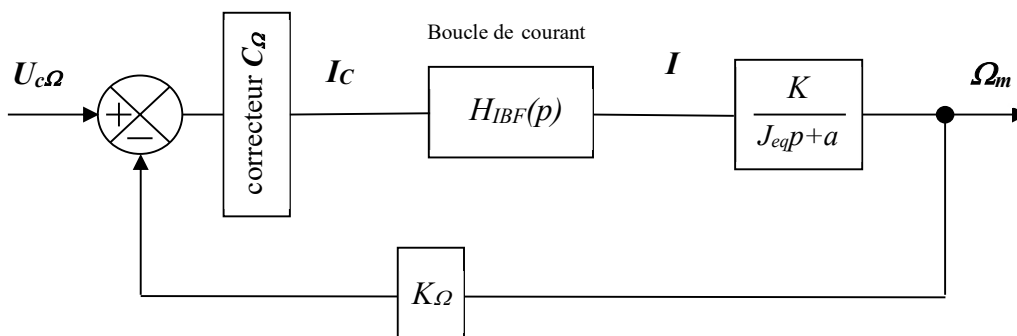 Boucle de courant
U_cΩ
+
−
correcteur C_Ω
I_C
H_IBF(p)
I
K
J_eq p+a
Ω_m
K_Ω